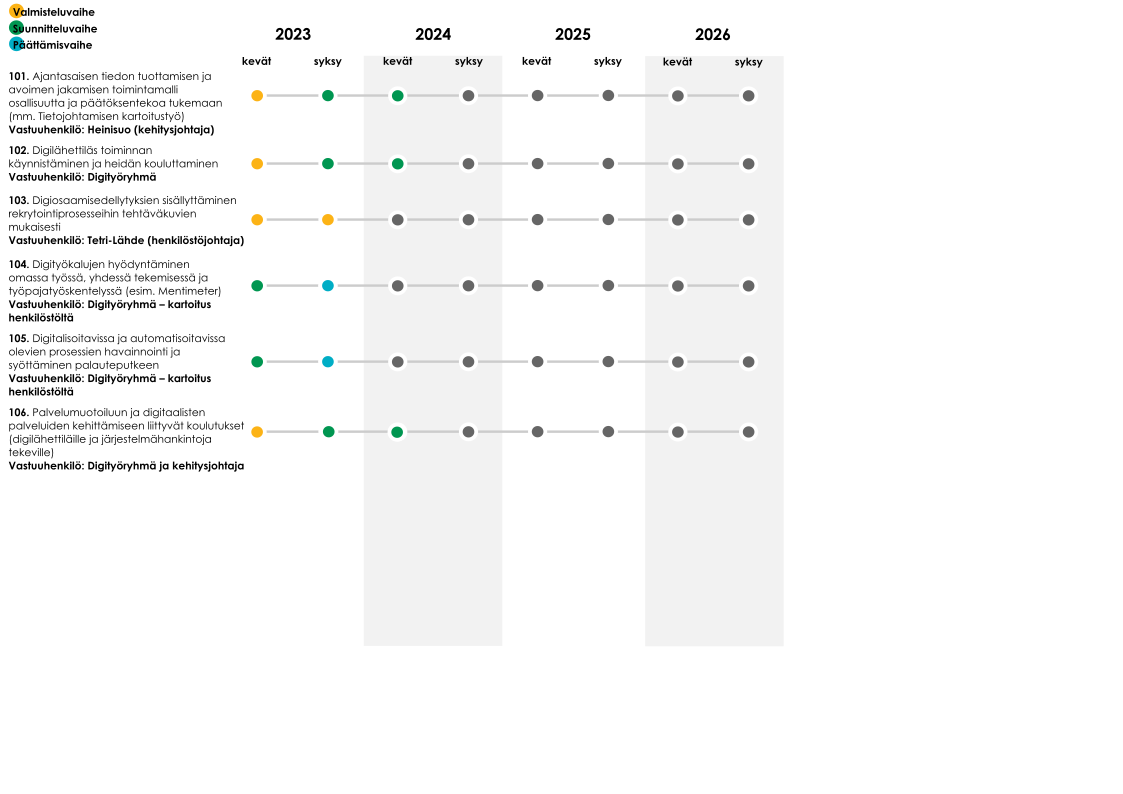 Valmisteluvaihe
Suunnitteluvaihe
Päättämisvaihe
2023
2024
2025
2026
kevät
syksy
kevät
syksy
kevät
syksy
kevät
syksy
101. Ajantasaisen tiedon tuottamisen ja
avoimen jakamisen toimintamalli
osallisuutta ja päätöksentekoa tukemaan
(mm. Tietojohtamisen kartoitustyö)
Vastuuhenkilö: Heinisuo (kehitysjohtaja)
102. Digilähettiläs toiminnan
käynnistäminen ja heidän kouluttaminen
Vastuuhenkilö: Digityöryhmä
103. Digiosaamisedellytyksien sisällyttäminen
rekrytointiprosesseihin tehtäväkuvien
mukaisesti
Vastuuhenkilö: Tetri-Lähde (henkilöstöjohtaja)
104. Digityökalujen hyödyntäminen
omassa työssä, yhdessä tekemisessä ja
työpajatyöskentelyssä (esim. Mentimeter)
Vastuuhenkilö: Digityöryhmä – kartoitus
henkilöstöltä
105. Digitalisoitavissa ja automatisoitavissa
olevien prosessien havainnointi ja
syöttäminen palauteputkeen
Vastuuhenkilö: Digityöryhmä – kartoitus
henkilöstöltä
106. Palvelumuotoiluun ja digitaalisten
palveluiden kehittämiseen liittyvät koulutukset
(digilähettiläille ja järjestelmähankintoja
tekeville)
Vastuuhenkilö: Digityöryhmä ja kehitysjohtaja